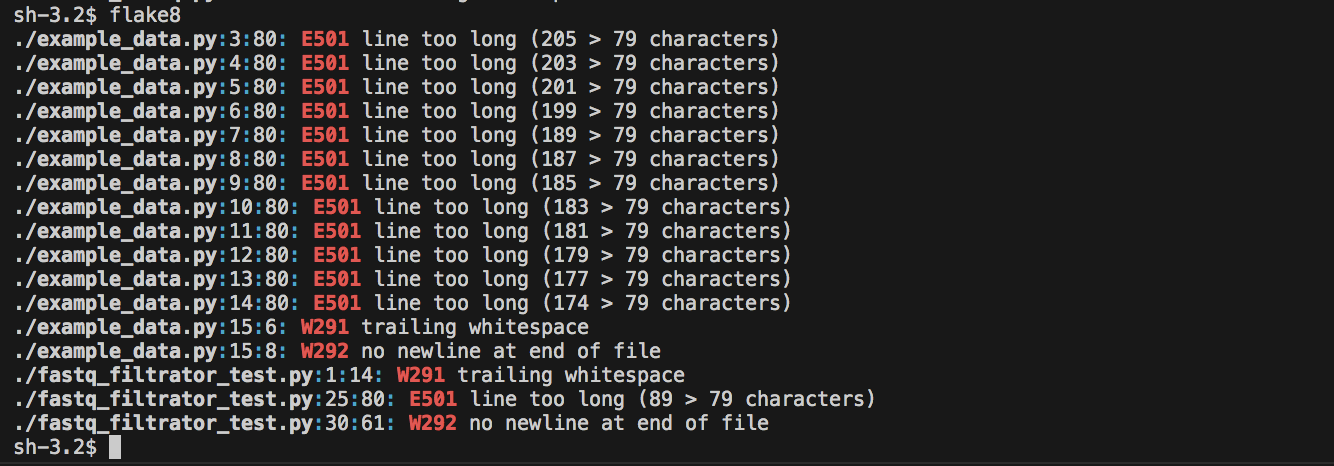 sh-3.2$ flake8
./example_data.py:3:80: E501 line too long (205 > 79 characters)
./example_data.py:4:80: E501 line too long (203 > 79 characters)
./example_data.py:5:80: E501 line too long (201 > 79 characters)
./example_data.py:6:80: E501 line too long (199 > 79 characters)
./example_data.py:7:80: E501 line too long (189 > 79 characters)
./example_data.py:8:80: E501 line too long (187 > 79 characters)
./example_data.py:9:80: E501 line too long (185 > 79 characters)
./example_data.py:10:80: E501 line too long (183 > 79 characters)
./example_data.py:11:80: E501 line too long (181 > 79 characters)
./example_data.py:12:80: E501 line too long (179 > 79 characters)
./example_data.py:13:80: E501 line too long (177 > 79 characters)
./example_data.py:14:80: E501 line too long (174 > 79 characters)
./example_data.py:15:6: W291 trailing whitespace
./example_data.py:15:8: W292 no newline at end of file
./fastq_filtrator_test.py:1:14: W291 trailing whitespace
./fastq_filtrator_test.py:25:80: E501 line too long (89 > 79 characters)
./fastq_filtrator_test.py:30:61: W292 no newline at end of file
sh-3.2$